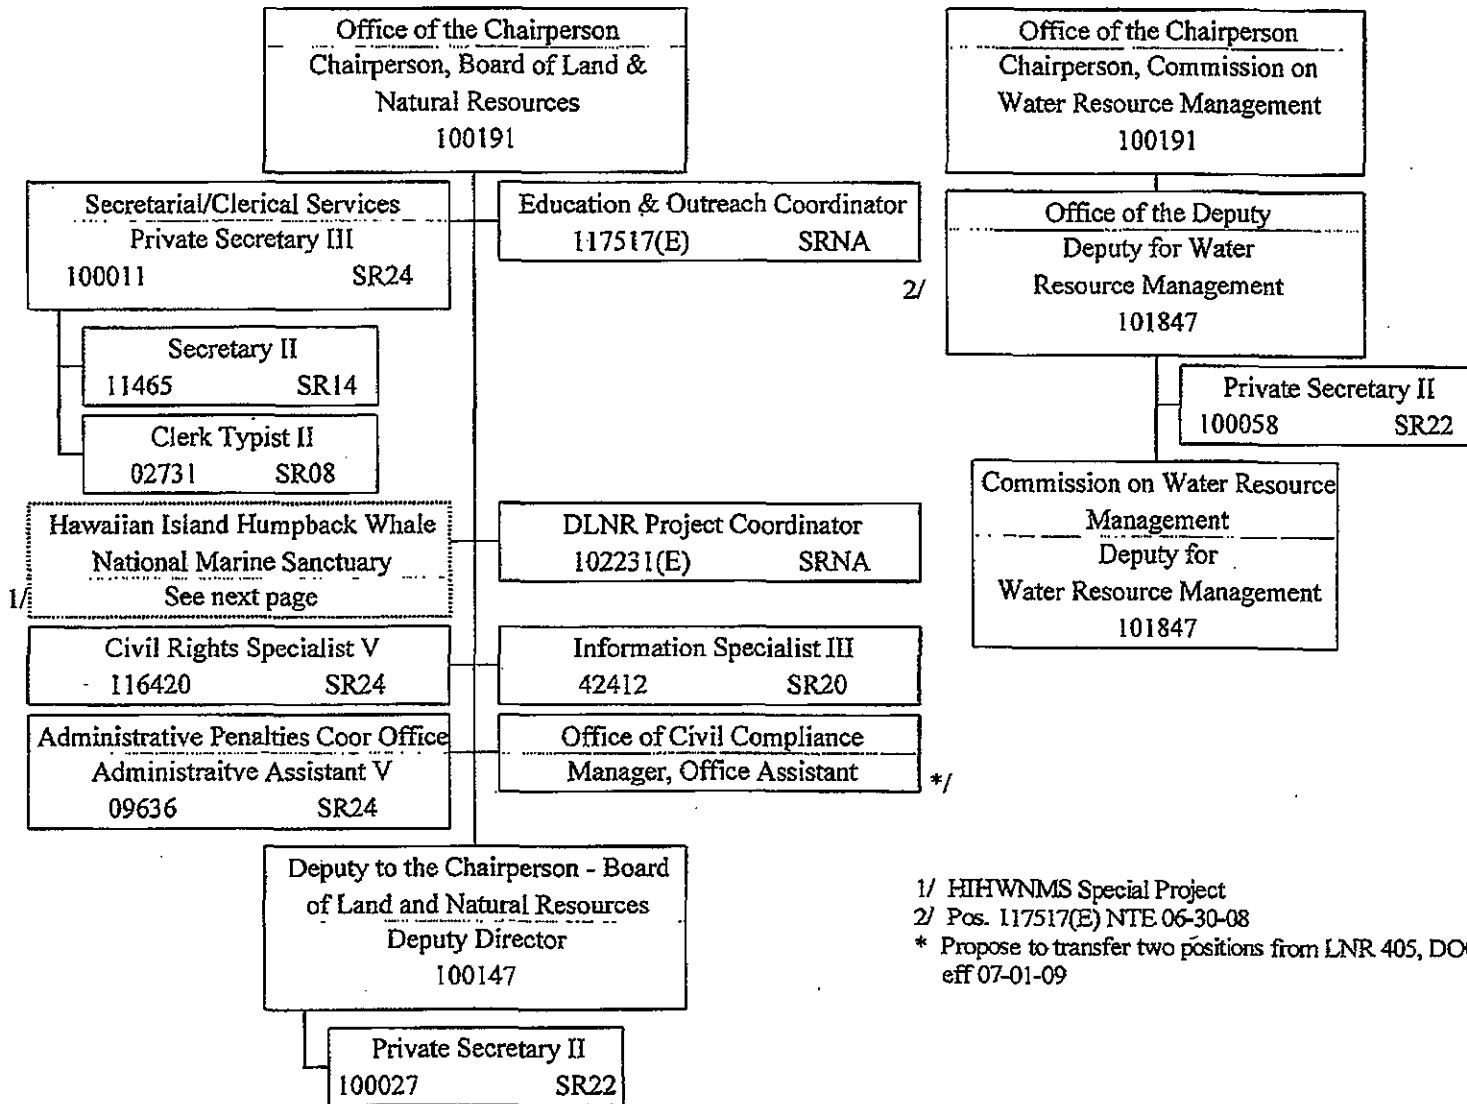 Office of the Chairperson
Chairperson, Board of Land &
Natural Resources
100191
Secretarial/Clerical Services
Private Secretary III
100011 SR24
Education & Outreach Coordinator
117517(E) SRNA
2/
Secretary II
11465 SR14
Clerk Typist II
02731 SR08
Hawaiian Island Humpback Whale
National Marine Sanctuary
See next page
1/
DLNR Project Coordinator
102231(E) SRNA
Civil Rights Specialist V
116420 SR24
Information Specialist III
42412 SR20
Administrative Penalties Coor Office
Administraitve Assistant V
09636 SR24
Office of Civil Compliance
Manager, Office Assistant
*/
Deputy to the Chairperson - Board
of Land and Natural Resources
Deputy Director
100147
Private Secretary II
100027 SR22
Office of the Chairperson
Chairperson, Commission on
Water Resource Management
100191
Office of the Deputy
Deputy for Water
Resource Management
101847
Private Secretary II
100058 SR22
Commission on Water Resource
Management
Deputy for
Water Resource Management
101847
1/ HIHWNMS Special Project
2/ Pos. 117517(E) NTE 06-30-08
* Propose to transfer two positions from LNR 405,
eff 07-01-09